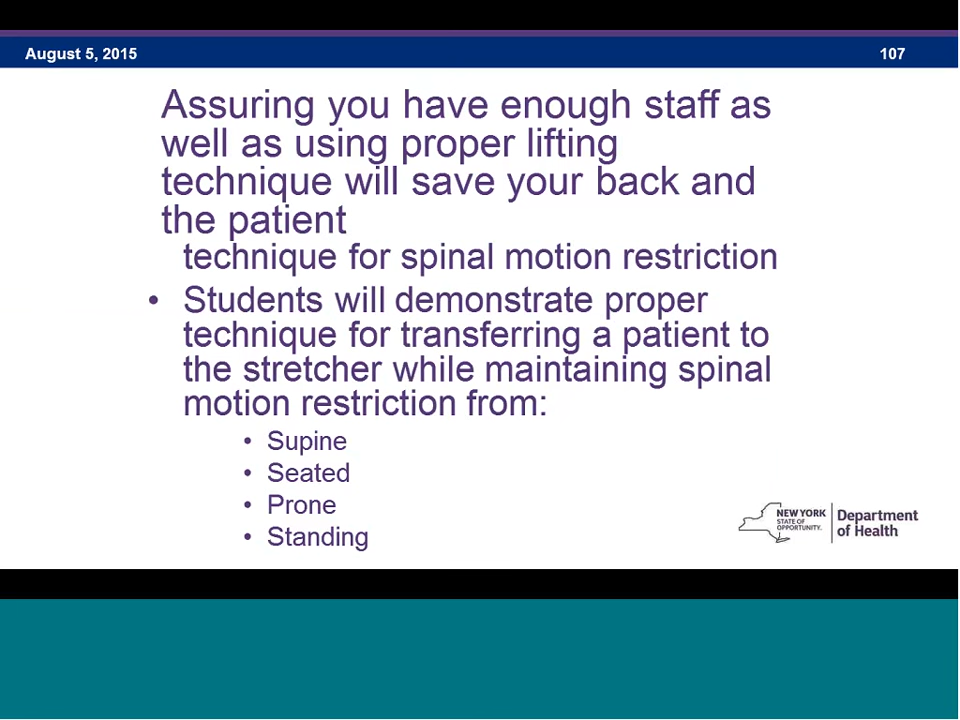 August 5, 2015
107
Assuring you have enough staff as
well as using proper lifting
technique will save your back and
the patient
technique for spinal motion restriction
• Students will demonstrate proper
technique for transferring a patient to
the stretcher while maintaining spinal
motion restriction from:
• Supine
• Seated
• Prone
• Standing
NEW YORK
STATE OF
OPPORTUNITY.
Department
of Health